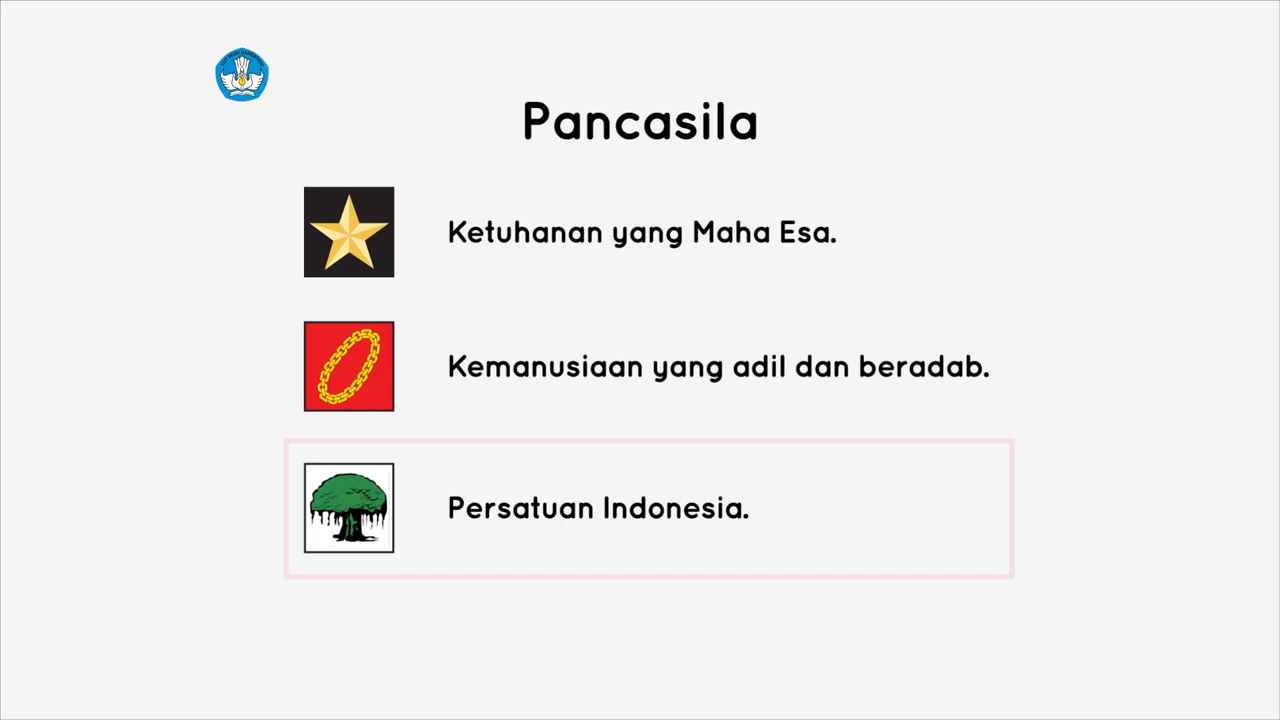 Pancasila
Ketuhanan yang Maha Esa.
Kemanusiaan yang adil dan beradab.
Persatuan Indonesia.